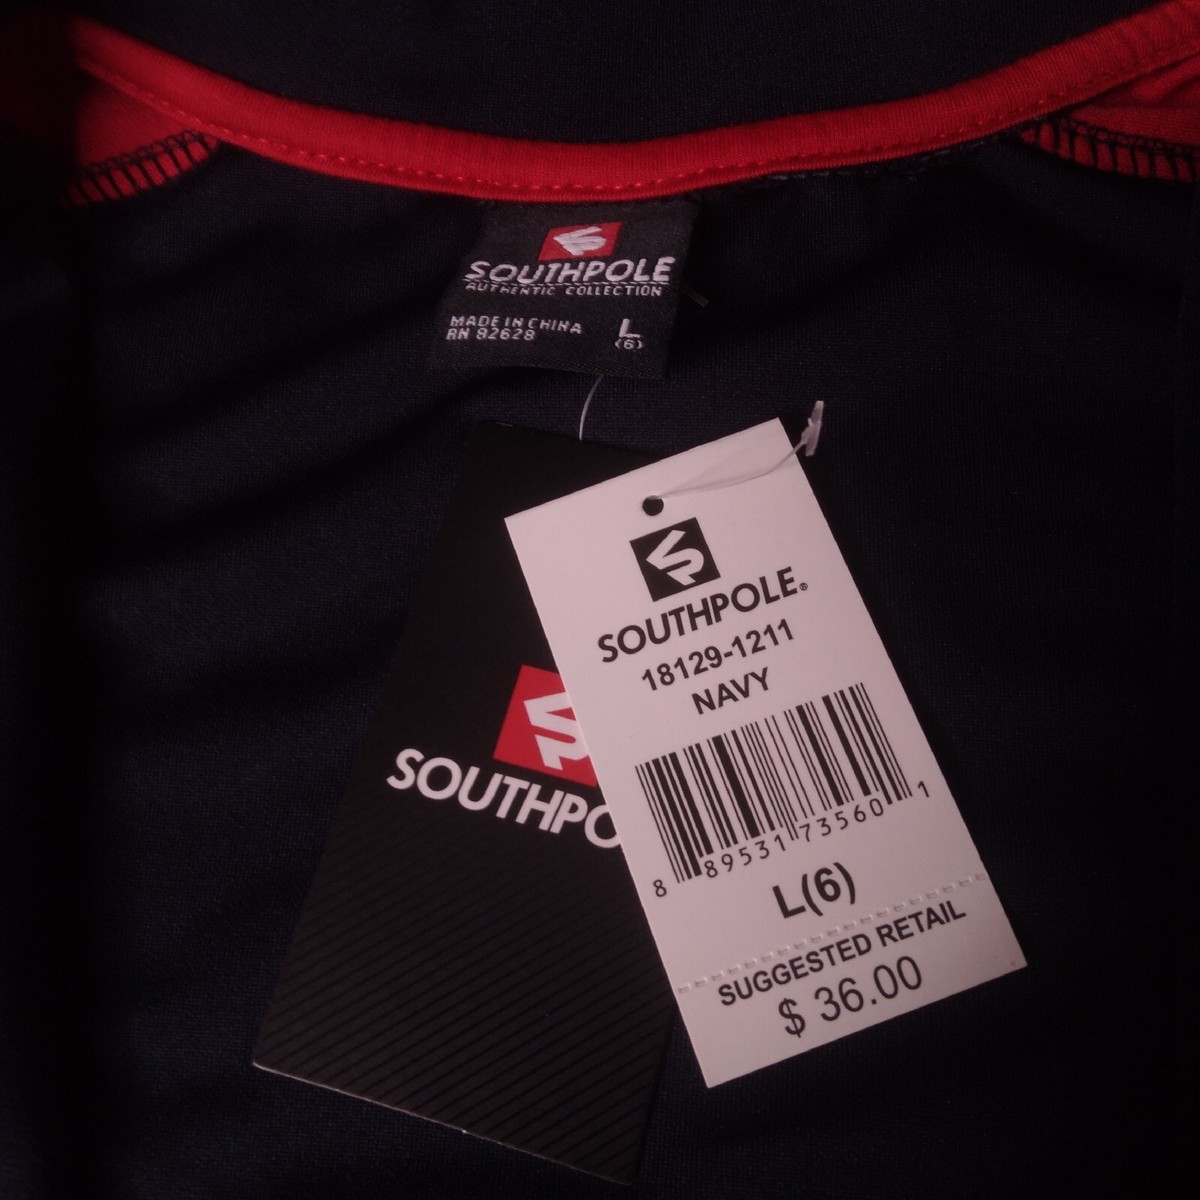 SOUTHPOLE
AUTHENTIC COLLECTION
MADE IN CHINA
RN 82628
L
(6)
SOUTHPOLE®
18129-1211
NAVY
8 89531 73560 1
L(6)
SUGGESTED RETAIL
$ 36.00
SOUTHPO